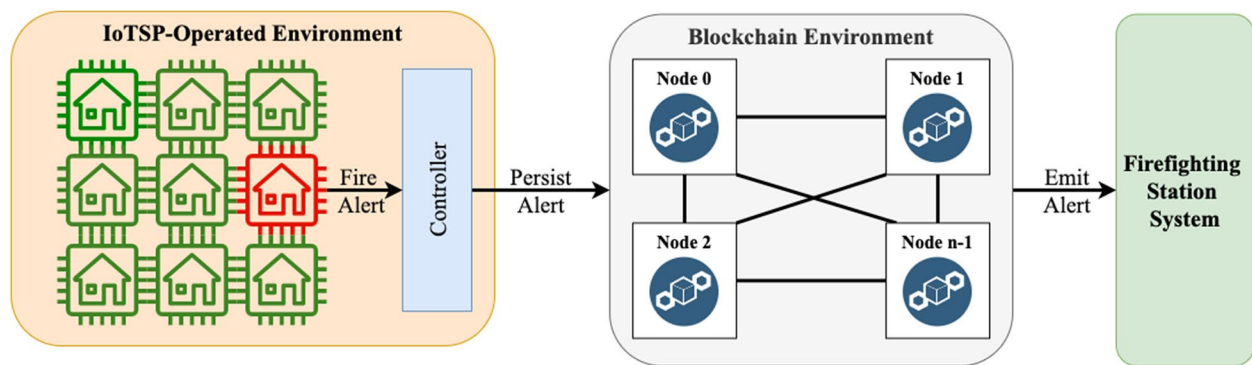 IoTSP-Operated Environment
Fire
Alert
Controller
Persist
Alert
Blockchain Environment
Node 0
Node 1
Node 2
Node n-1
Emit
Alert
Firefighting
Station
System